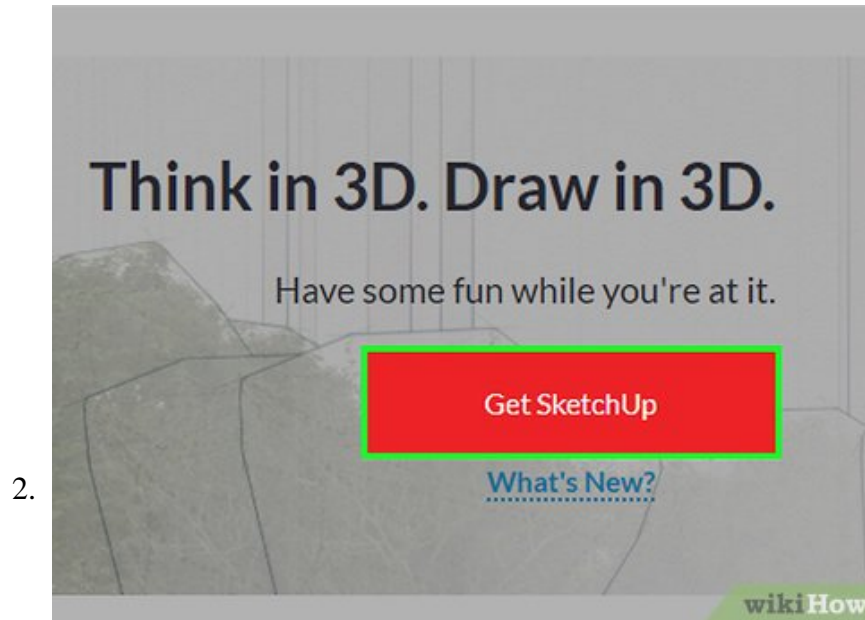 Think in 3D. Draw in 3D.
Have some fun while you're at it.
Get SketchUp
What's New?
2.
wikiHow